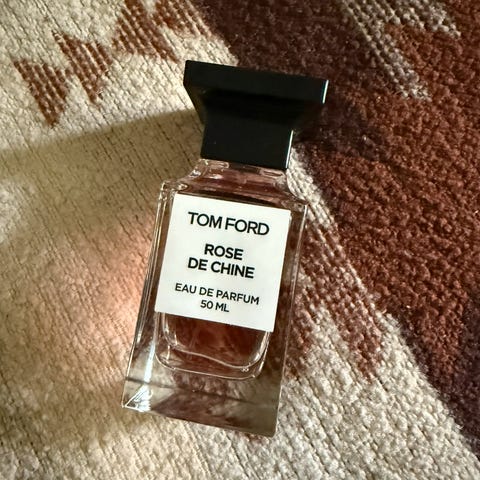 TOM FORD
ROSE
DE CHINE
EAU DE PARFUM
50 ML